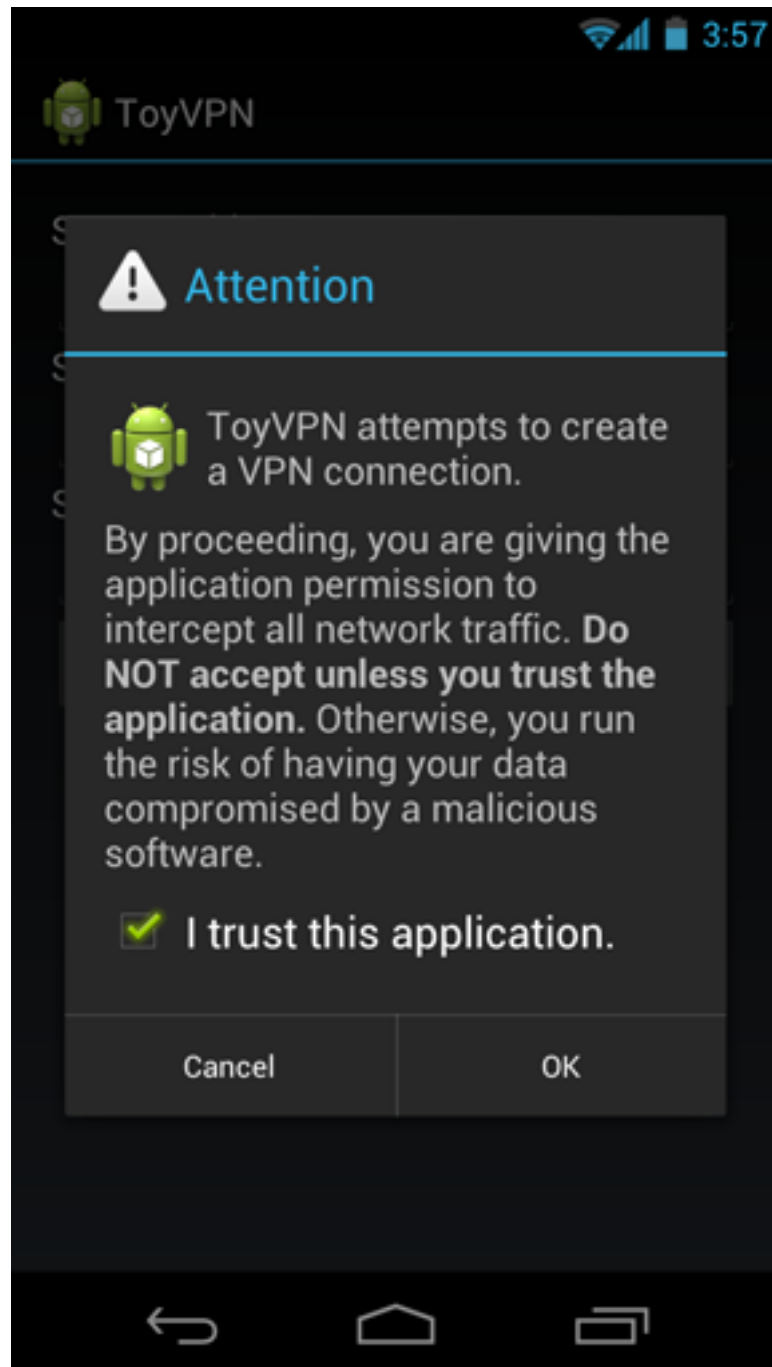 3:57
ToyVPN
Attention
ToyVPN attempts to create
a VPN connection.
By proceeding, you are giving the
application permission to
intercept all network traffic. Do
NOT accept unless you trust the
application. Otherwise, you run
the risk of having your data
compromised by a malicious
software.
I trust this application.
Cancel
OK